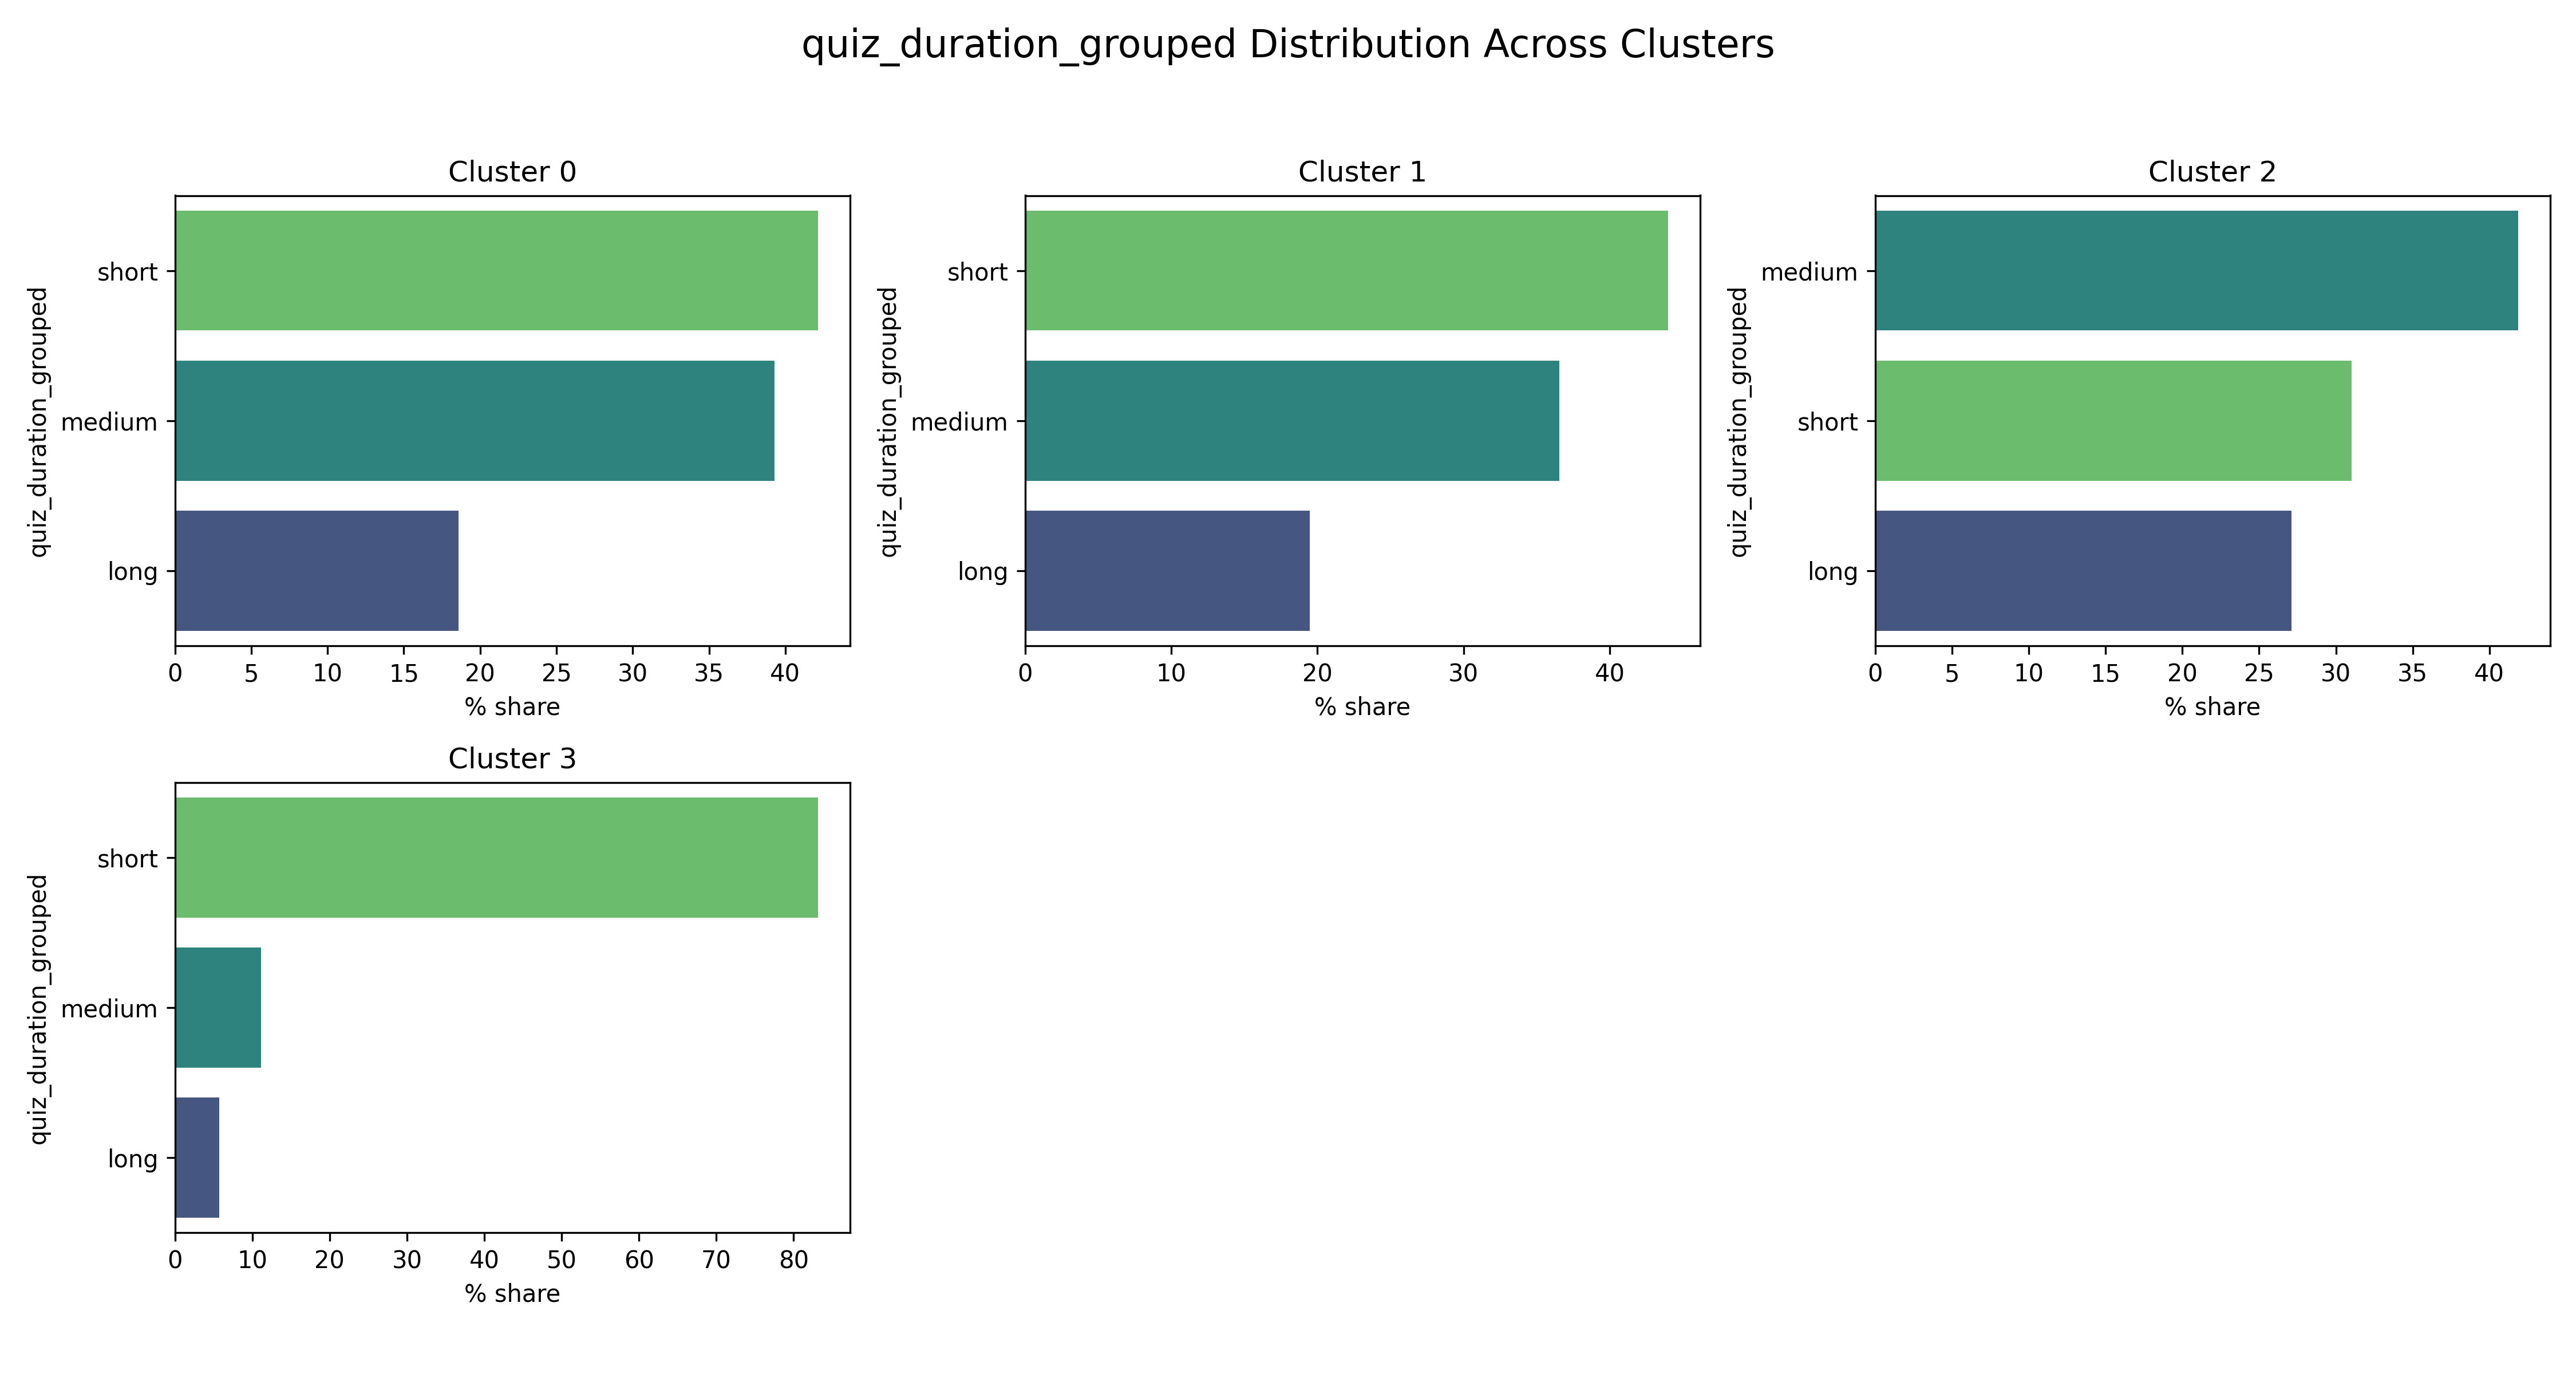 quiz_duration_grouped Distribution Across Clusters
Cluster 0
quiz_duration_grouped
short
medium
long
0 5 10 15 20 25 30 35 40
% share
Cluster 1
quiz_duration_grouped
short
medium
long
0 10 20 30 40
% share
Cluster 2
quiz_duration_grouped
medium
short
long
0 5 10 15 20 25 30 35 40
% share
Cluster 3
quiz_duration_grouped
short
medium
long
0 10 20 30 40 50 60 70 80
% share